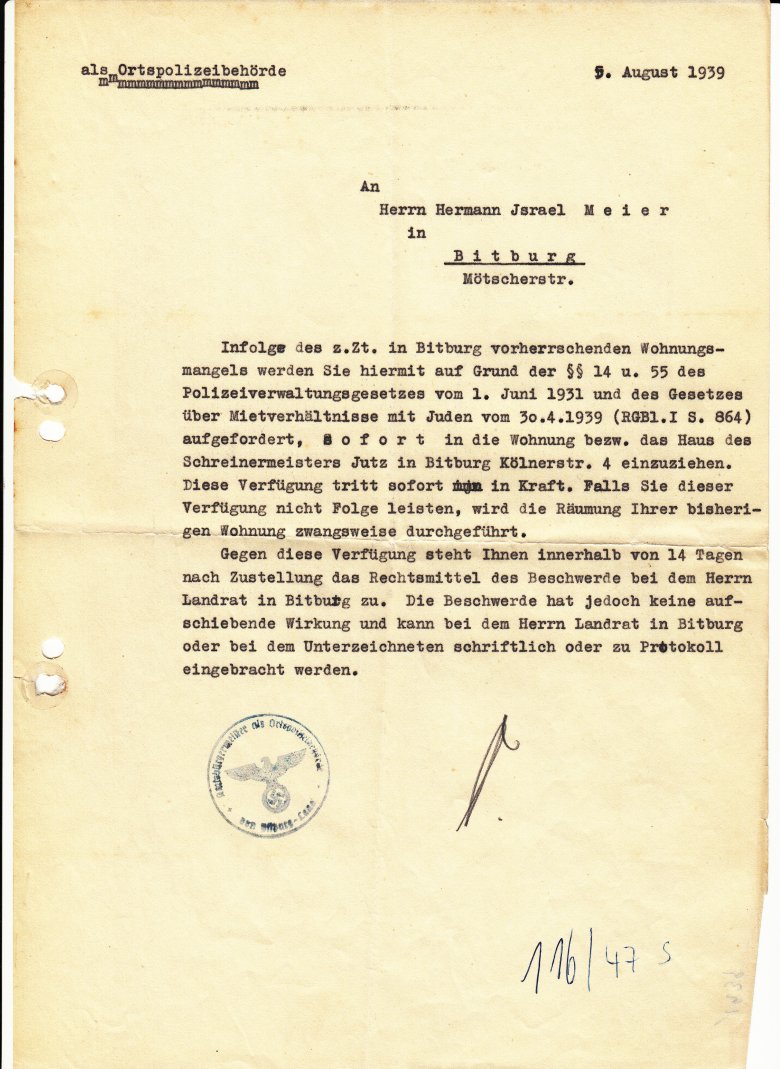 als Ortspolizeibehörde
5. August 1939
An
Herrn Hermann Jsrael M e i e r
in
B i t b u r g
Mötscherstr.
Infolge des z.Zt. in Bitburg vorherrschenden Wohnungs-
mangels werden Sie hiermit auf Grund der §§ 14 u. 55 des
Polizeiverwaltungsgesetzes vom 1. Juni 1931 und des Gesetzes
über Mietverhältnisse mit Juden vom 3o.4.1939 (RGBl.I S. 864)
aufgefordert, s o f o r t in die Wohnung bezw. das Haus des
Schreinermeisters Jutz in Bitburg Kölnerstr. 4 einzuziehen.
Diese Verfügung tritt sofort in Kraft. Falls Sie dieser
Verfügung nicht Folge leisten, wird die Räumung Ihrer bisheri-
gen Wohnung zwangsweise durchgeführt.
Gegen diese Verfügung steht Ihnen innerhalb von 14 Tagen
nach Zustellung das Rechtsmittel des Beschwerde bei dem Herrn
Landrat in Bitburg zu. Die Beschwerde hat jedoch keine auf-
schiebende Wirkung und kann bei dem Herrn Landrat in Bitburg
oder bei dem Unterzeichneten schriftlich oder zu Protokoll
eingebracht werden.
Amtsbürgermeister als Ortspolizeibehörde
Bitburg-Land
116/47 S